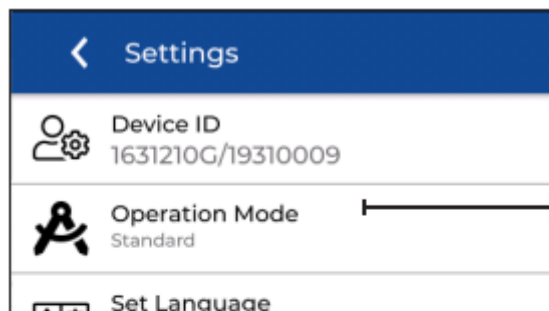 Settings
Device ID
1631210G/19310009
Operation Mode
Standard
Set Language